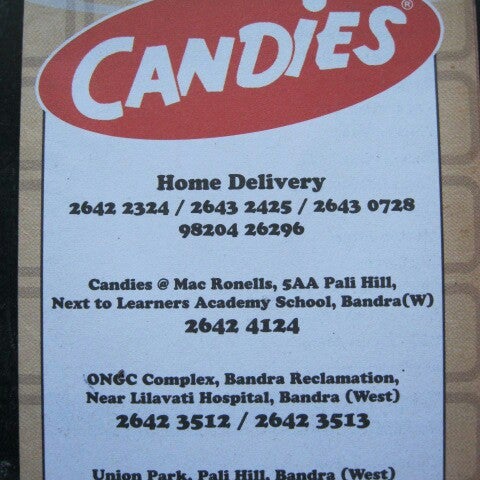 CANDIES®
Home Delivery
2642 2324 / 2643 2425 / 2643 0728
98204 26296
Candies @ Mac Ronells, 5AA Pali Hill,
Next to Learners Academy School, Bandra(W)
2642 4124
ONGC Complex, Bandra Reclamation,
Near Lilavati Hospital, Bandra (West)
2642 3512 / 2642 3513
Union Park, Pali Hill, Bandra (West)